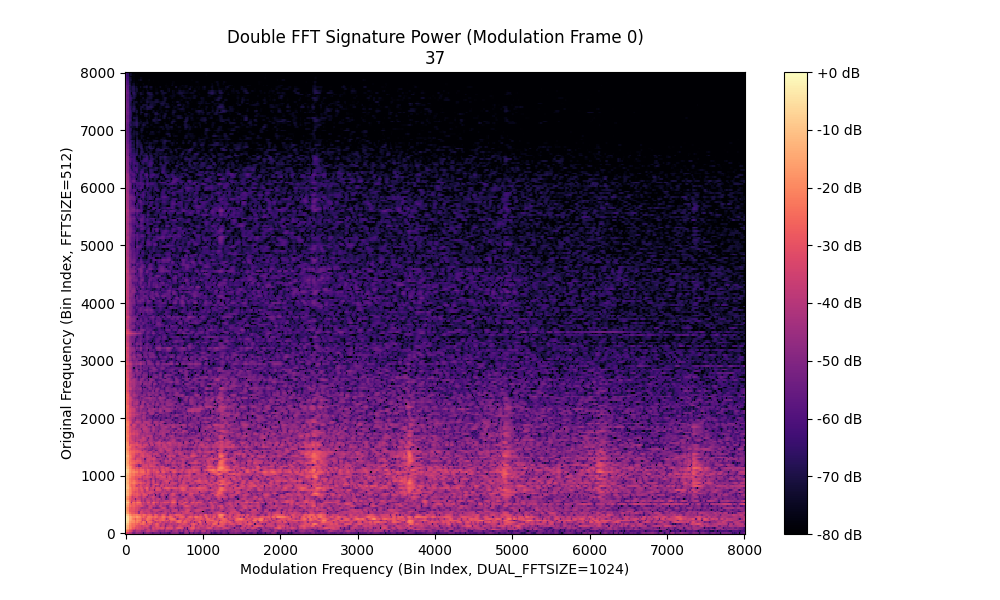 Double FFT Signature Power (Modulation Frame 0)
37
8000
7000
6000
5000
4000
3000
2000
1000
0
Original Frequency (Bin Index, FFTSIZE=512)
0
1000
2000
3000
4000
5000
6000
7000
8000
Modulation Frequency (Bin Index, DUAL_FFTSIZE=1024)
+0 dB
-10 dB
-20 dB
-30 dB
-40 dB
-50 dB
-60 dB
-70 dB
-80 dB